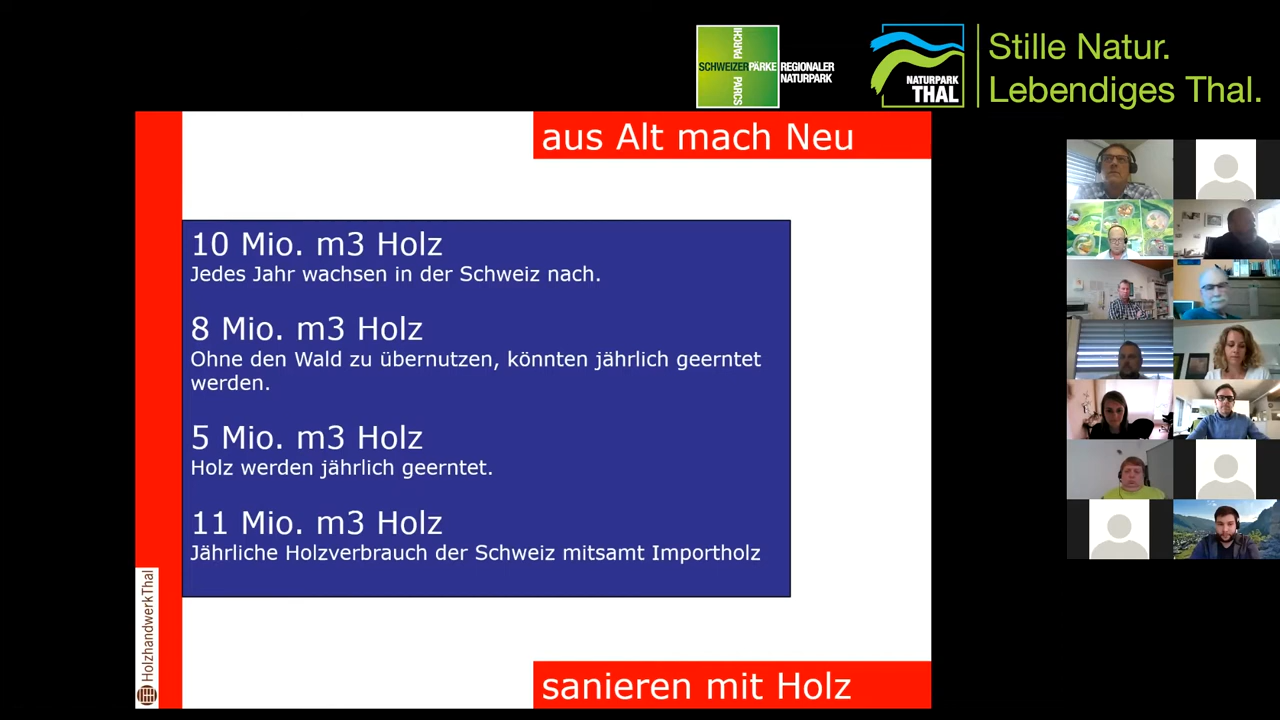 SCHWEIZER PÄRKE
PARCHI
PARCS
REGIONALER
NATURPARK
NATURPARK
THAL
Stille Natur.
Lebendiges Thal.
aus Alt mach Neu
10 Mio. m3 Holz
Jedes Jahr wachsen in der Schweiz nach.
8 Mio. m3 Holz
Ohne den Wald zu übernutzen, könnten jährlich geerntet
werden.
5 Mio. m3 Holz
Holz werden jährlich geerntet.
11 Mio. m3 Holz
Jährliche Holzverbrauch der Schweiz mitsamt Importholz
HolzhandwerkThal
sanieren mit Holz